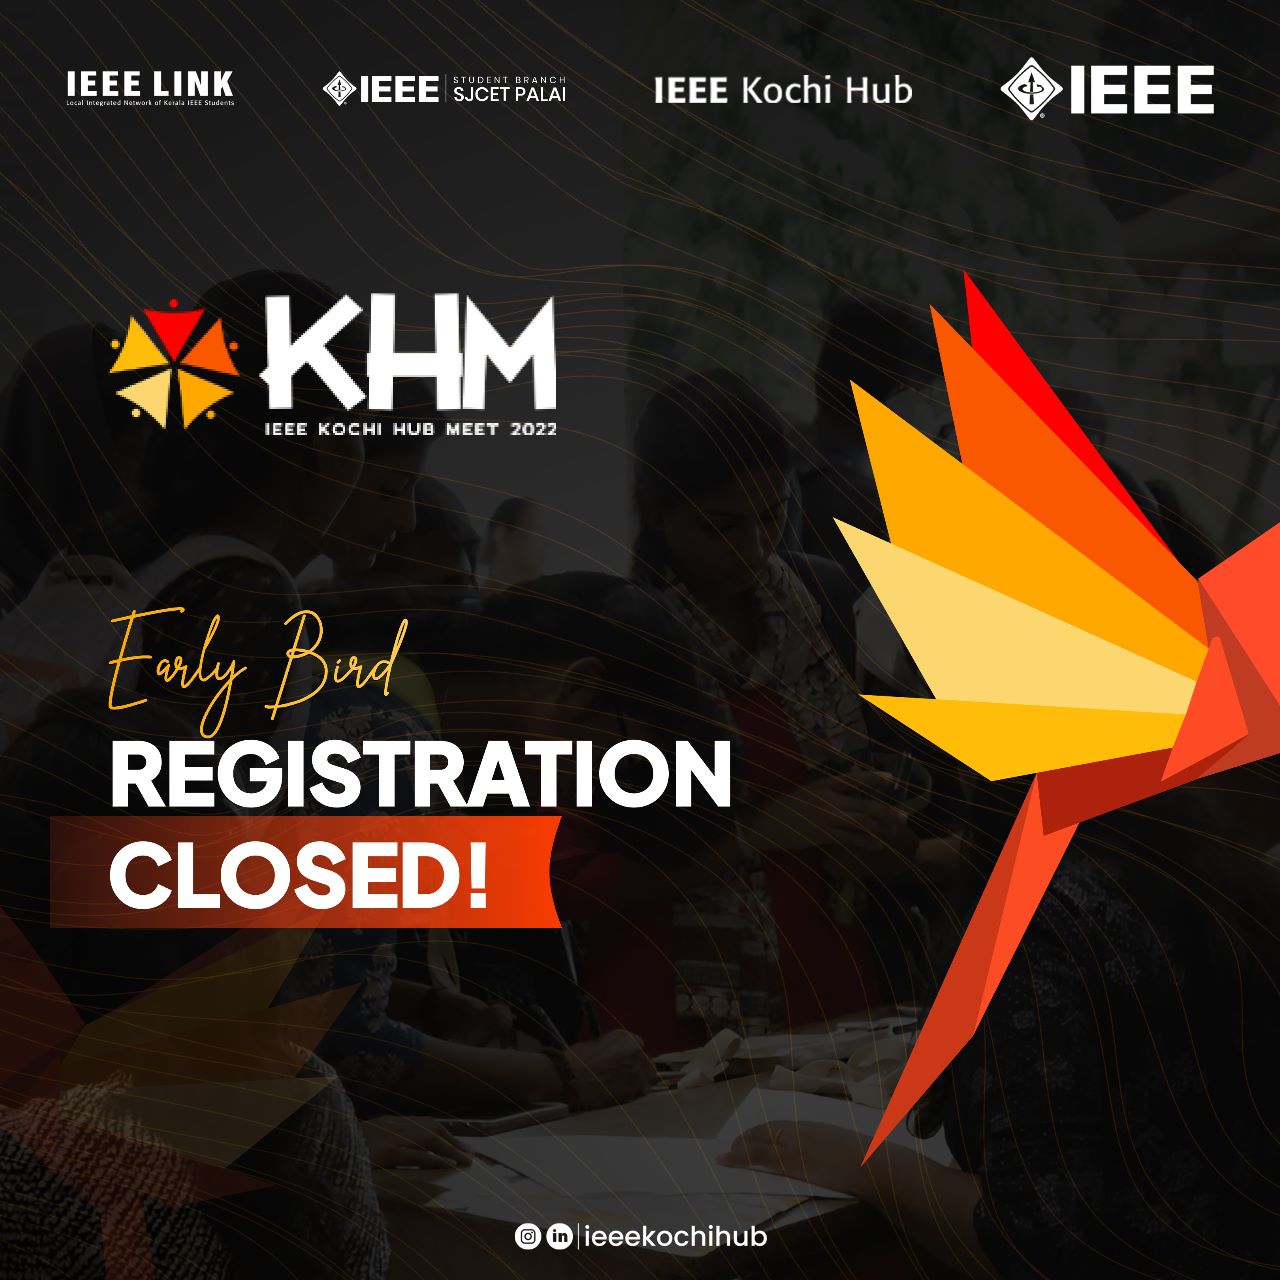 IEEE LINK
Local Integrated Network of Kerala IEEE Students
IEEE
STUDENT BRANCH
SJCET PALAI
IEEE Kochi Hub
IEEE
KHM
IEEE KOCHI HUB MEET 2022
Early Bird
REGISTRATION
CLOSED!
in
ieeekochihub